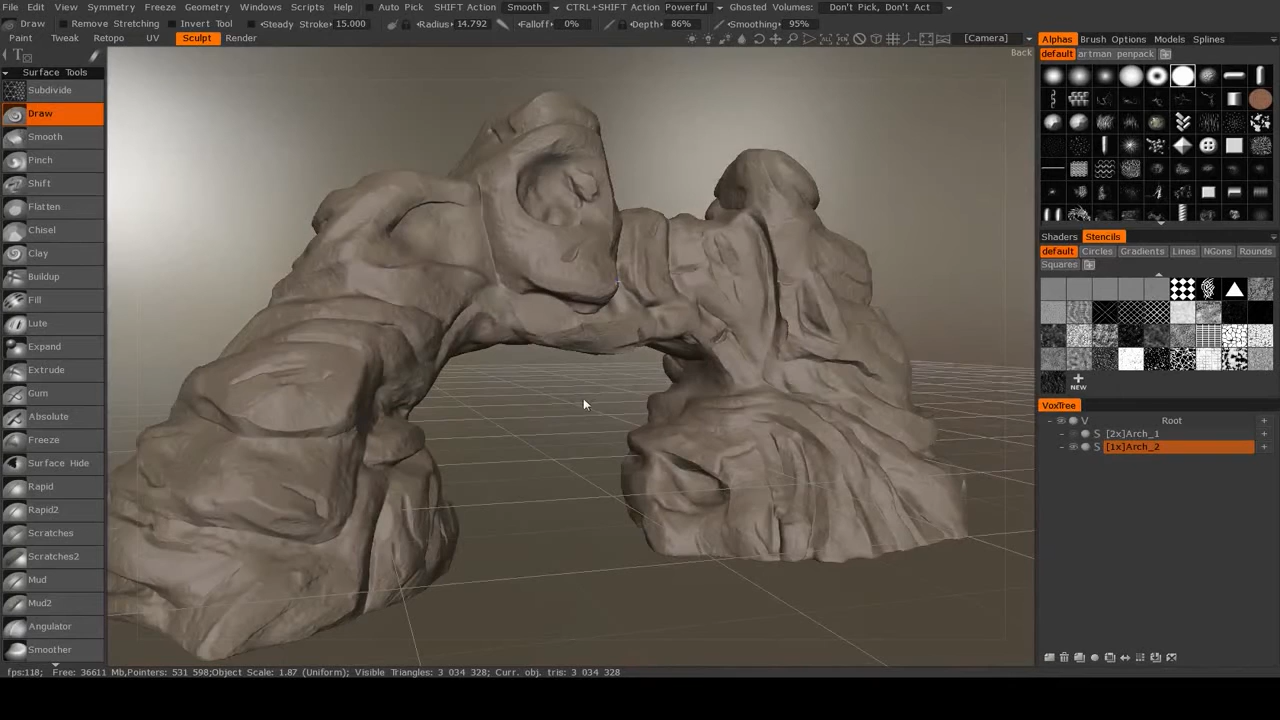 File Edit View Symmetry Freeze Geometry Windows Scripts Help Auto Pick SHIFT Action Smooth CTRL+SHIFT Action Powerful Ghosted Volumes: Don't Pick, Don't Act
Draw Remove Stretching Invert Tool Steady Stroke 15.000 Radius 14.792 Falloff 0% Depth 86% Smoothing 95%
Paint Tweak Retopo UV Sculpt Render [Camera] Alphas Brush Options Models Splines
Back default artman penpack
Surface Tools
Subdivide
Draw
Smooth
Pinch
Shift
Flatten
Chisel
Clay
Buildup
Fill
Lute
Expand
Extrude
Gum
Absolute
Freeze
Surface Hide
Rapid
Rapid2
Scratches
Scratches2
Mud
Mud2
Angulator
Smoother
Shaders Stencils
default Circles Gradients Lines NGons Rounds
Squares
NEW
VoxTree
V Root
S [2x]Arch_1
S [1x]Arch_2
fps:118; Free: 36611 Mb,Pointers: 531 598;Object Scale: 1.87 (Uniform); Visible Triangles: 3 034 328; Curr. obj. tris: 3 034 328